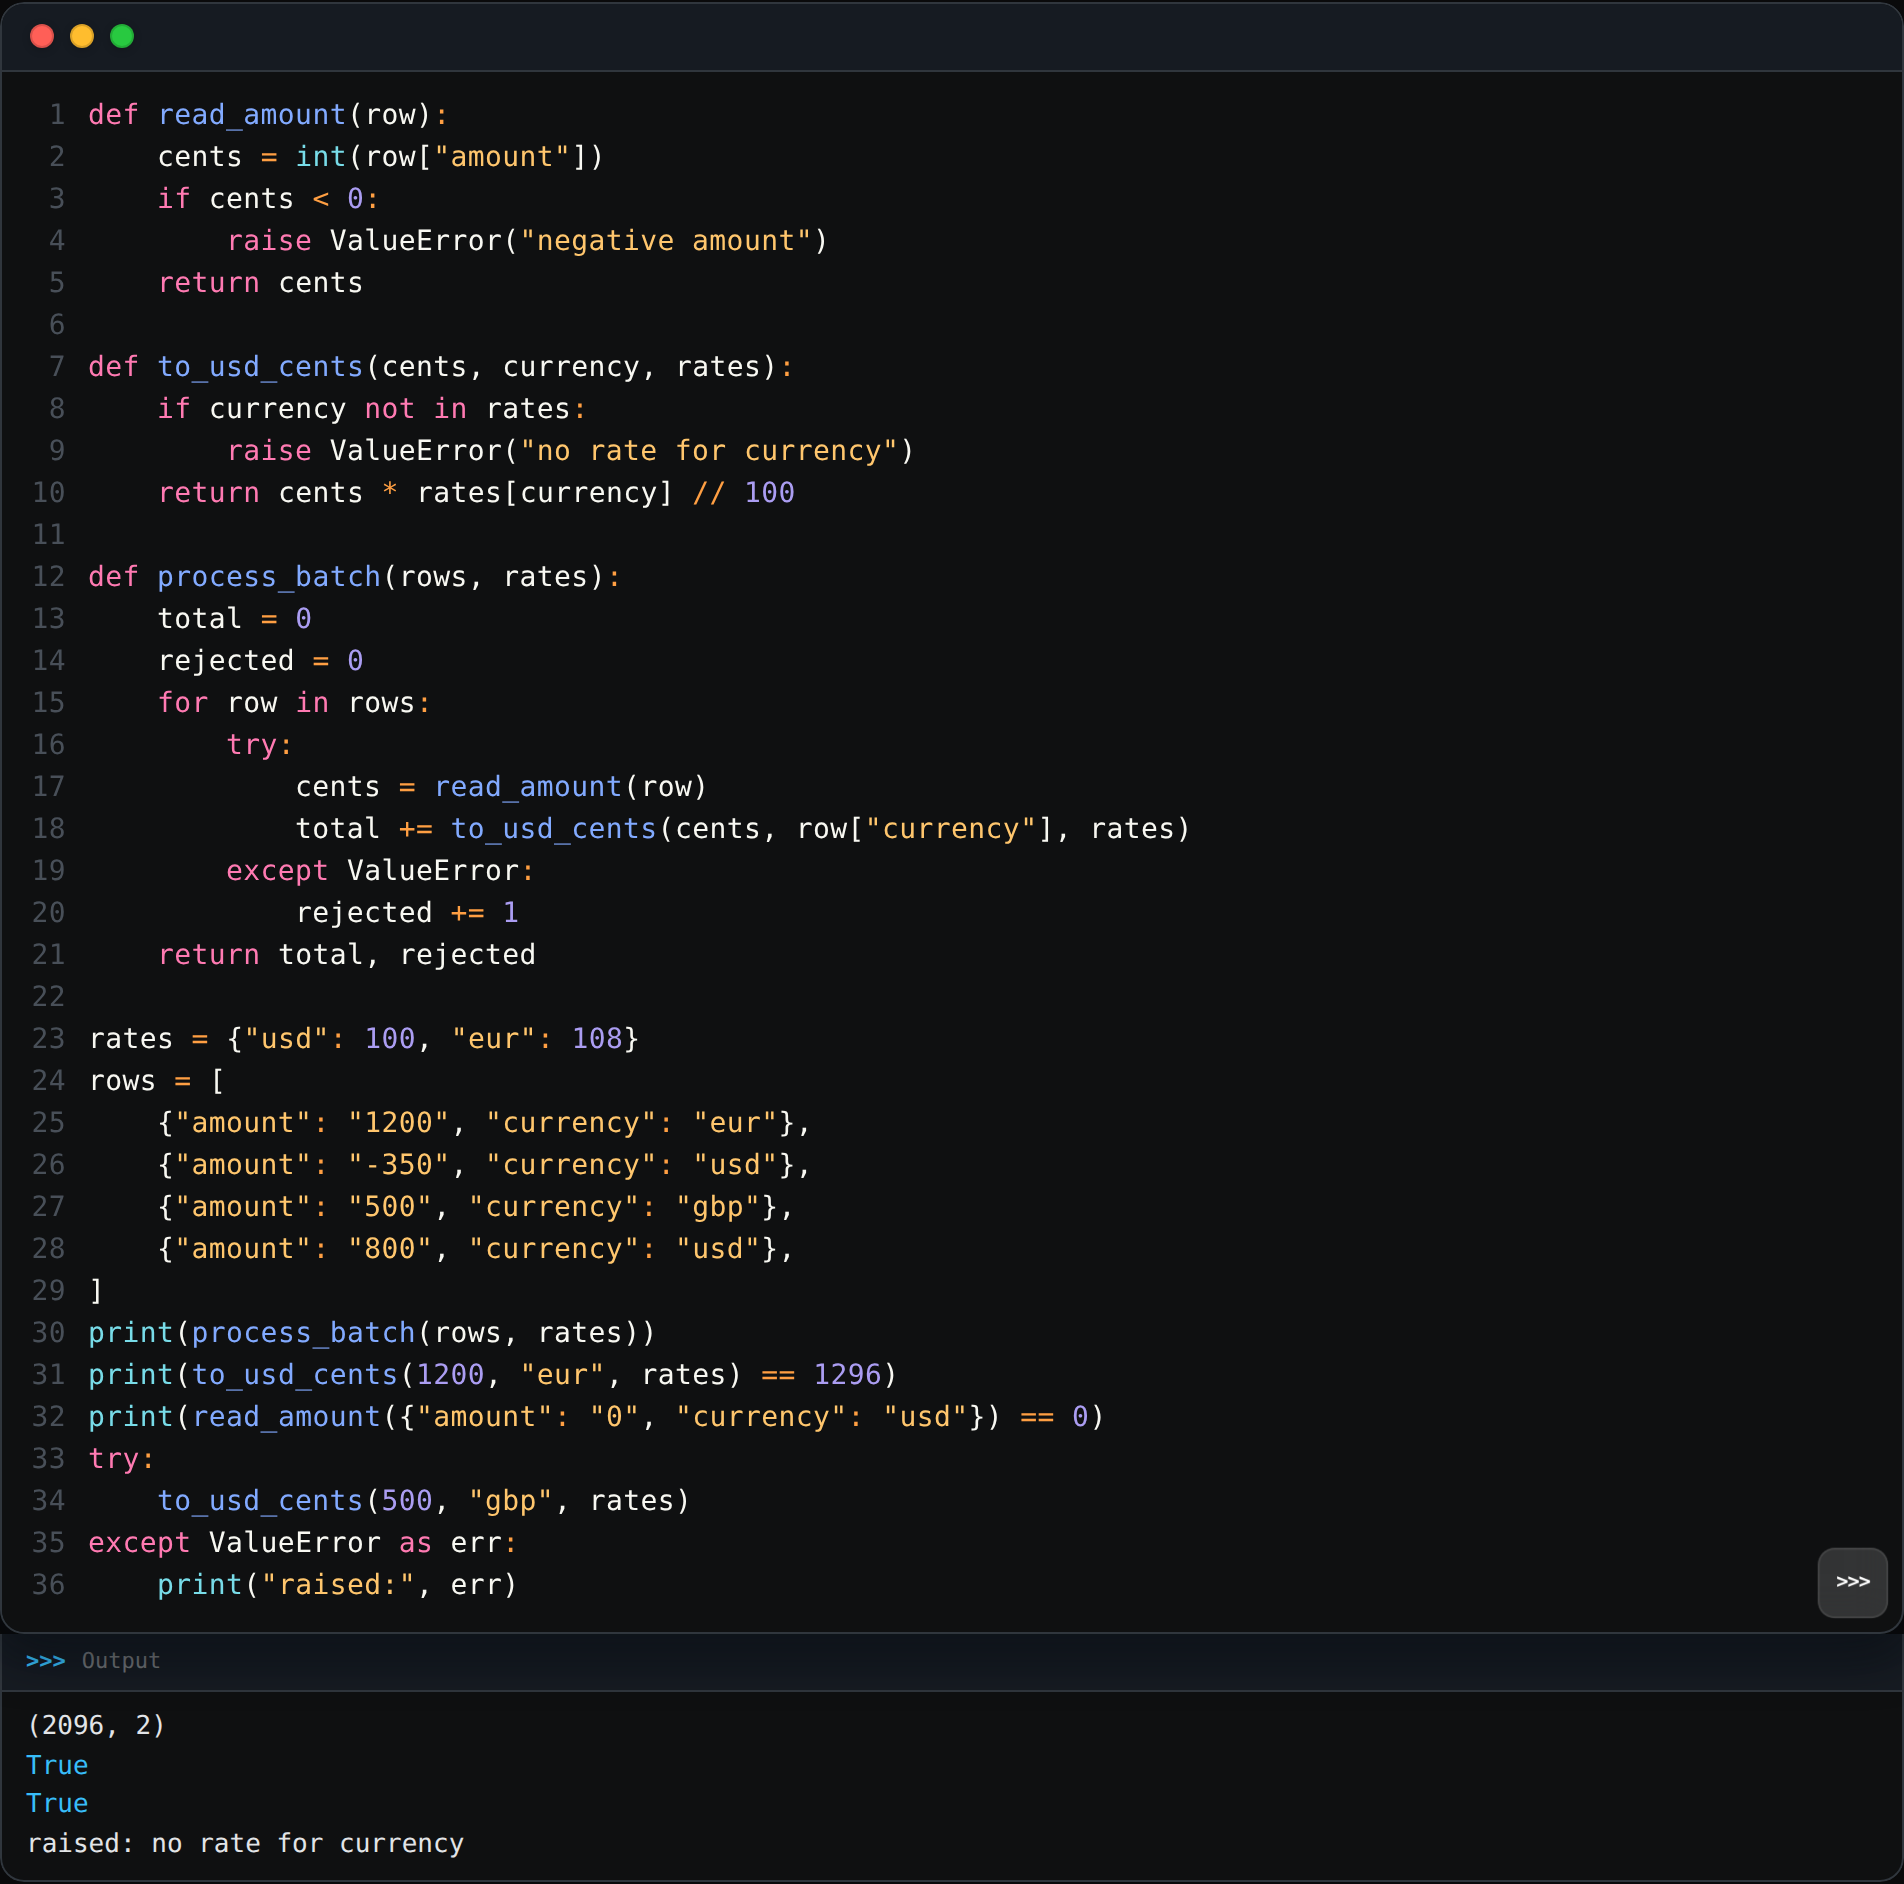 1 def read_amount(row):
2     cents = int(row["amount"])
3     if cents < 0:
4         raise ValueError("negative amount")
5     return cents
6
7 def to_usd_cents(cents, currency, rates):
8     if currency not in rates:
9         raise ValueError("no rate for currency")
10     return cents * rates[currency] // 100
11
12 def process_batch(rows, rates):
13     total = 0
14     rejected = 0
15     for row in rows:
16         try:
17             cents = read_amount(row)
18             total += to_usd_cents(cents, row["currency"], rates)
19         except ValueError:
20             rejected += 1
21     return total, rejected
22
23 rates = {"usd": 100, "eur": 108}
24 rows = [
25     {"amount": "1200", "currency": "eur"},
26     {"amount": "-350", "currency": "usd"},
27     {"amount": "500", "currency": "gbp"},
28     {"amount": "800", "currency": "usd"},
29 ]
30 print(process_batch(rows, rates))
31 print(to_usd_cents(1200, "eur", rates) == 1296)
32 print(read_amount({"amount": "0", "currency": "usd"}) == 0)
33 try:
34     to_usd_cents(500, "gbp", rates)
35 except ValueError as err:
36     print("raised:", err)
>>>
>>> Output
(2096, 2)
True
True
raised: no rate for currency